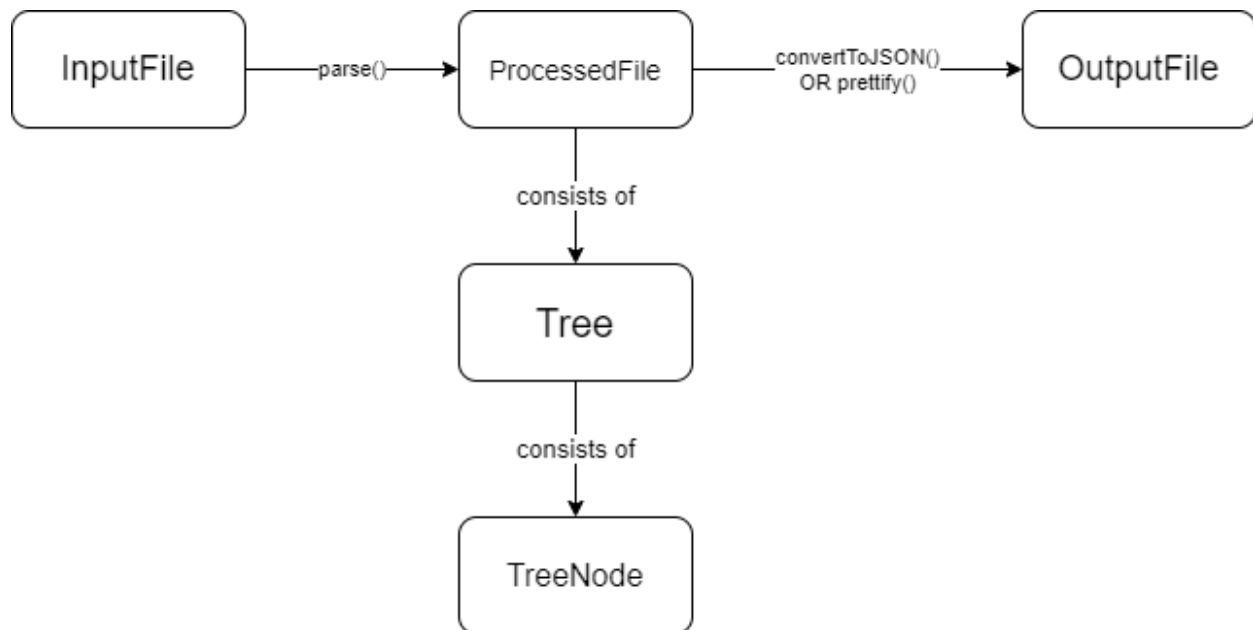 InputFile
parse()
ProcessedFile
convertToJSON()
OR prettify()
OutputFile
consists of
Tree
consists of
TreeNode